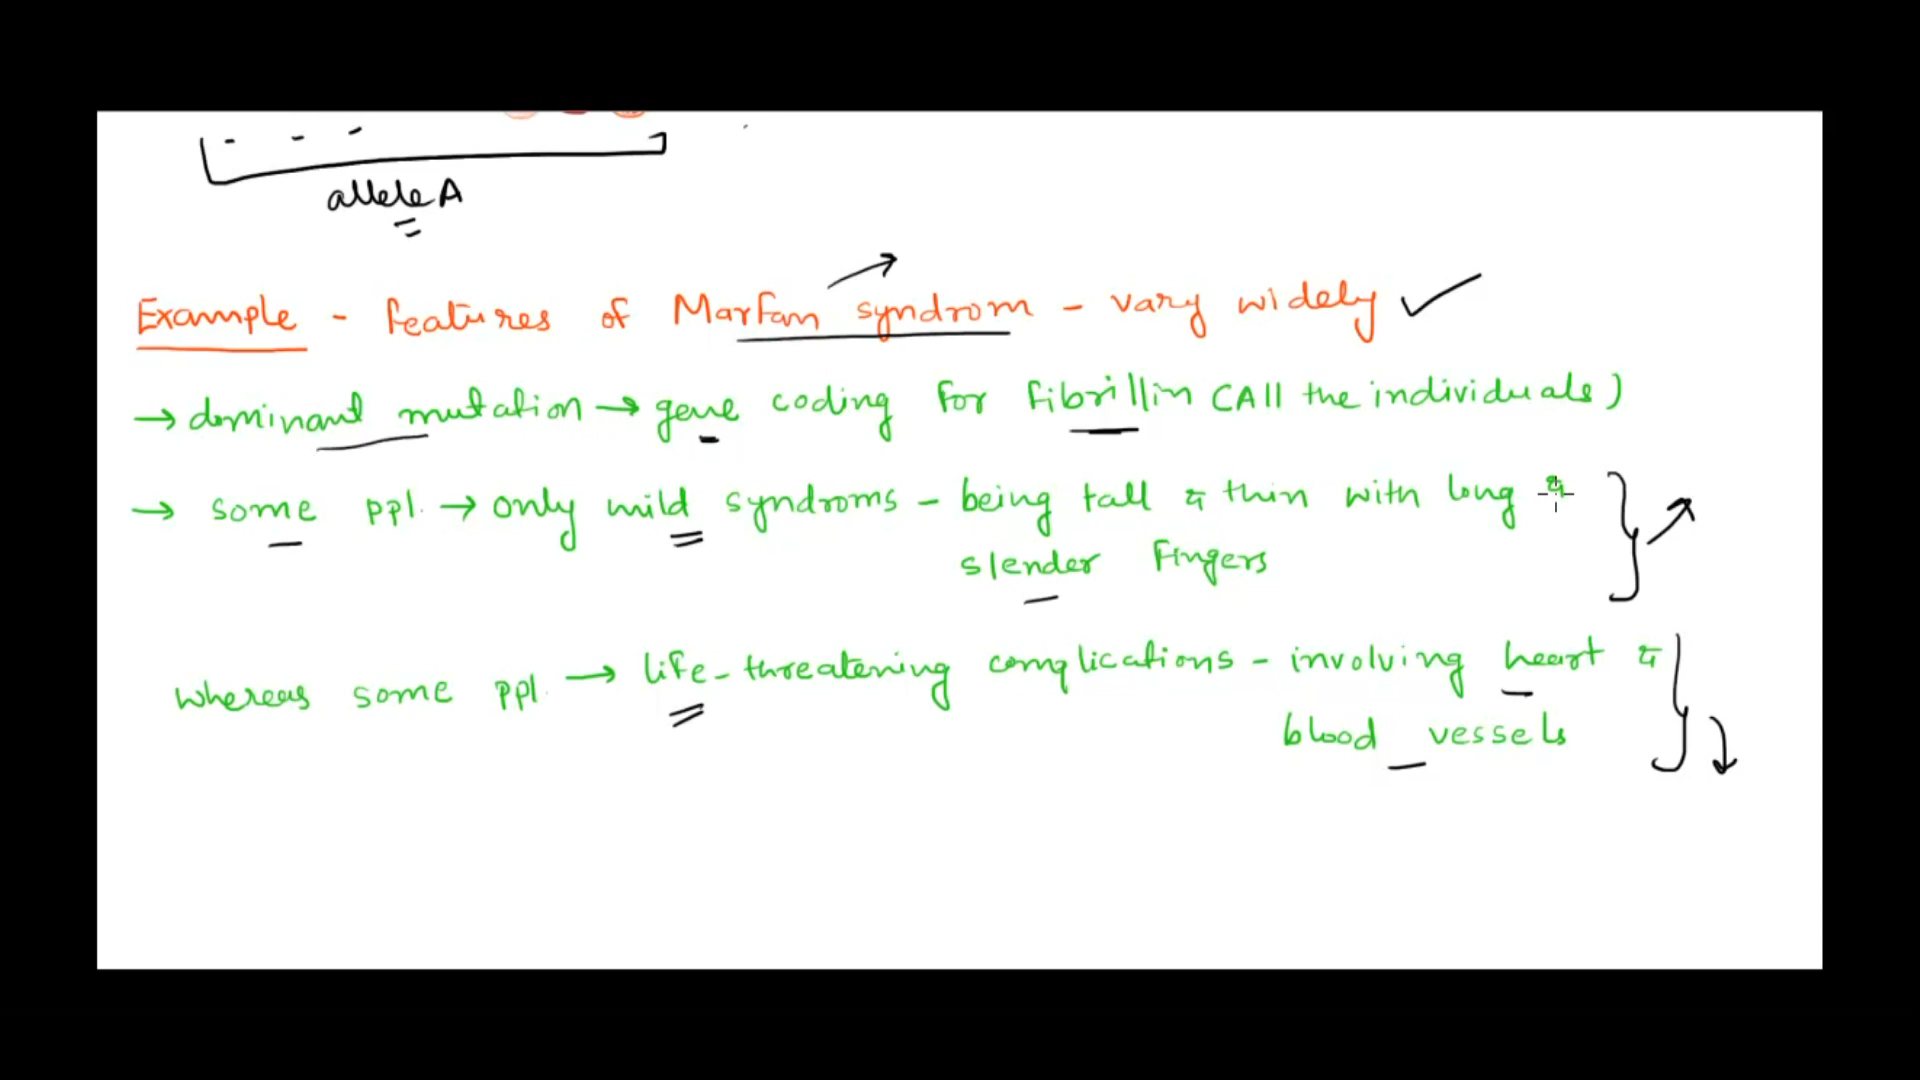 allele A
Example - features of Marfan syndrom - vary widely
→ dominant mutation → gene coding for fibrillin (All the individuals)
→ some ppl. → only mild syndroms - being tall & thin with long &
slender fingers
whereas some ppl. → life-threatening complications - involving heart &
blood vessels